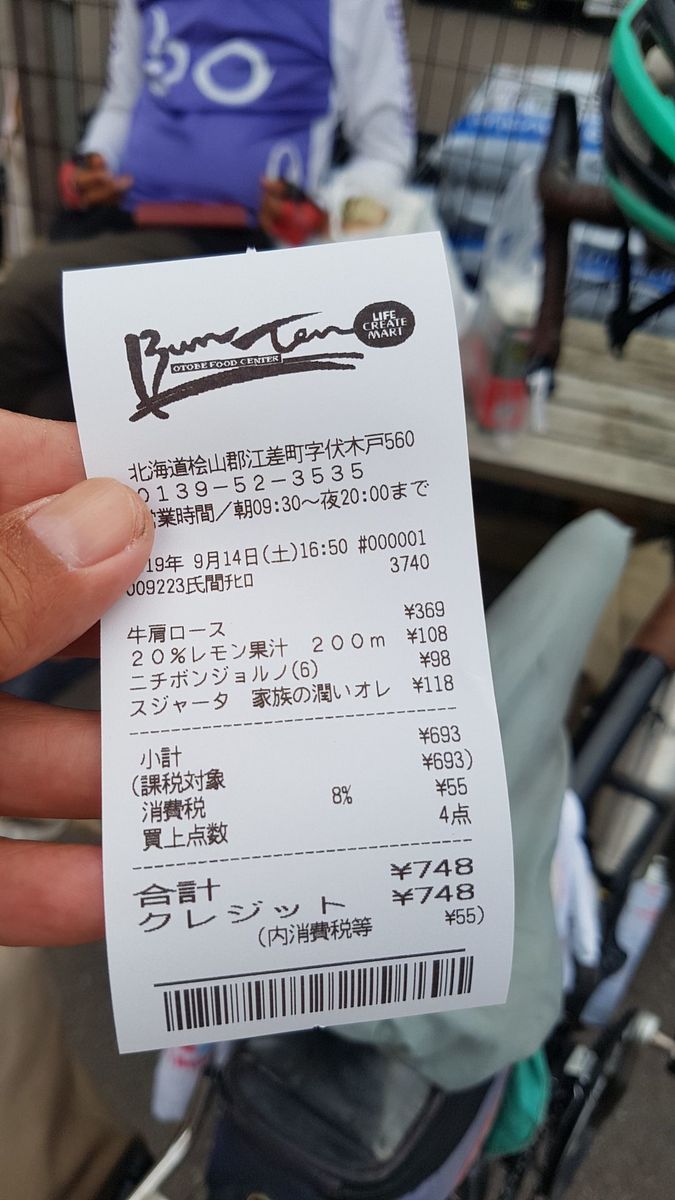 Bun Ten
LIFE
CREATE
MART
OTOBE FOOD CENTER
北海道桧山郡江差町字伏木戸560
0139-52-3535
営業時間/朝09:30〜夜20:00まで
19年 9月14日(土)16:50 #000001
009223氏間チヒロ 3740
牛肩ロース ¥369
20%レモン果汁 200m ¥108
ニチボンジョルノ(6) ¥98
スジャータ 家族の潤いオレ ¥118
小計 ¥693
(課税対象 ¥693)
消費税 8% ¥55
買上点数 4点
合計 ¥748
クレジット ¥748
(内消費税等 ¥55)